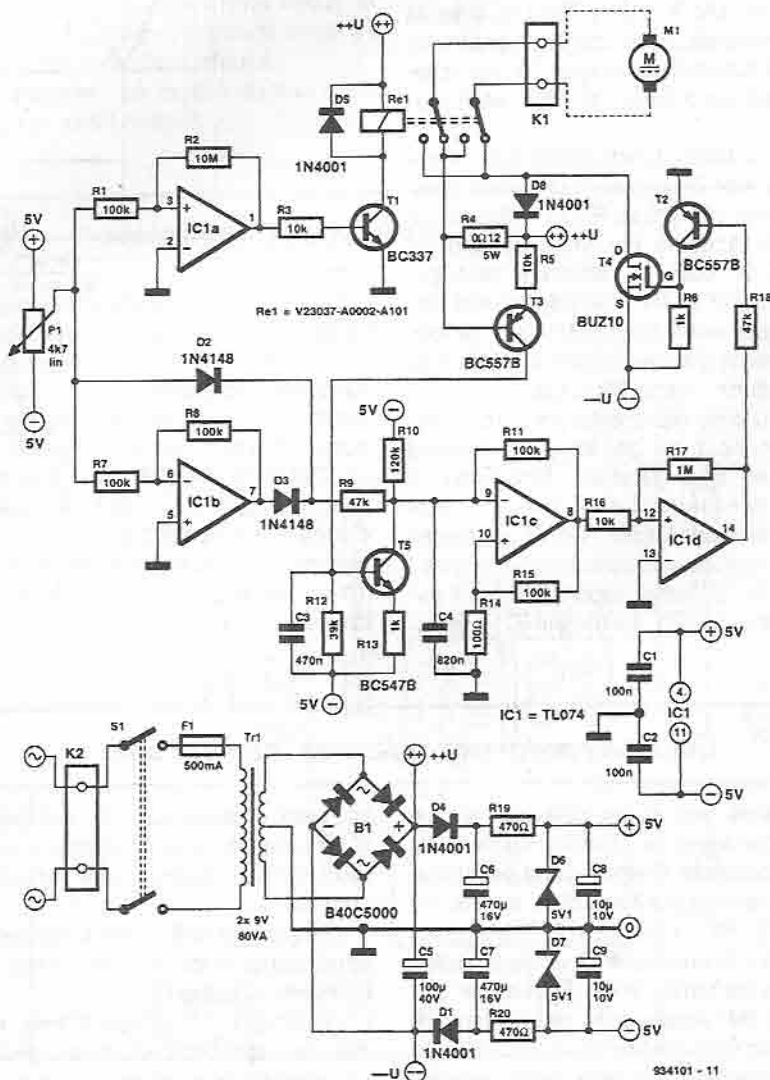 ++U
++
D5
1N4001
Re1
K1
M1
M
R2
10M
R1
100k
3
+
2
−
IC1a
1
R3
10k
T1
BC337
5V
+
P1
4k7
lin
−
5V
Re1 = V23037-A0002-A101
D8
1N4001
R4
0Ω12
5W
++
++U
R5
10k
T3
BC557B
T2
BC557B
D
T4
G
S
BUZ10
R6
1k
R18
47k
—U
−−
D2
1N4148
R8
100k
R7
100k
6
−
5
+
IC1b
7
D3
1N4148
R9
47k
5V
−
R10
120k
R11
100k
9
−
10
+
IC1c
8
R16
10k
R17
1M
12
+
13
−
IC1d
14
T5
R12
39k
C3
470n
R13
1k
C4
820n
R14
100Ω
R15
100k
BC547B
5V
−
IC1 = TL074
C1
100n
C2
100n
+
5V
4
IC1
11
−
5V
K2
S1
F1
500mA
Tr1
2x 9V
80VA
++
++U
B1
−
+
~
~
B40C5000
D4
1N4001
R19
470Ω
+
5V
C6
470µ
16V
D6
5V1
C8
10µ
10V
0
C5
100µ
40V
C7
470µ
16V
D7
5V1
C9
10µ
10V
D1
1N4001
R20
470Ω
−
5V
—U
−−
934101 - 11